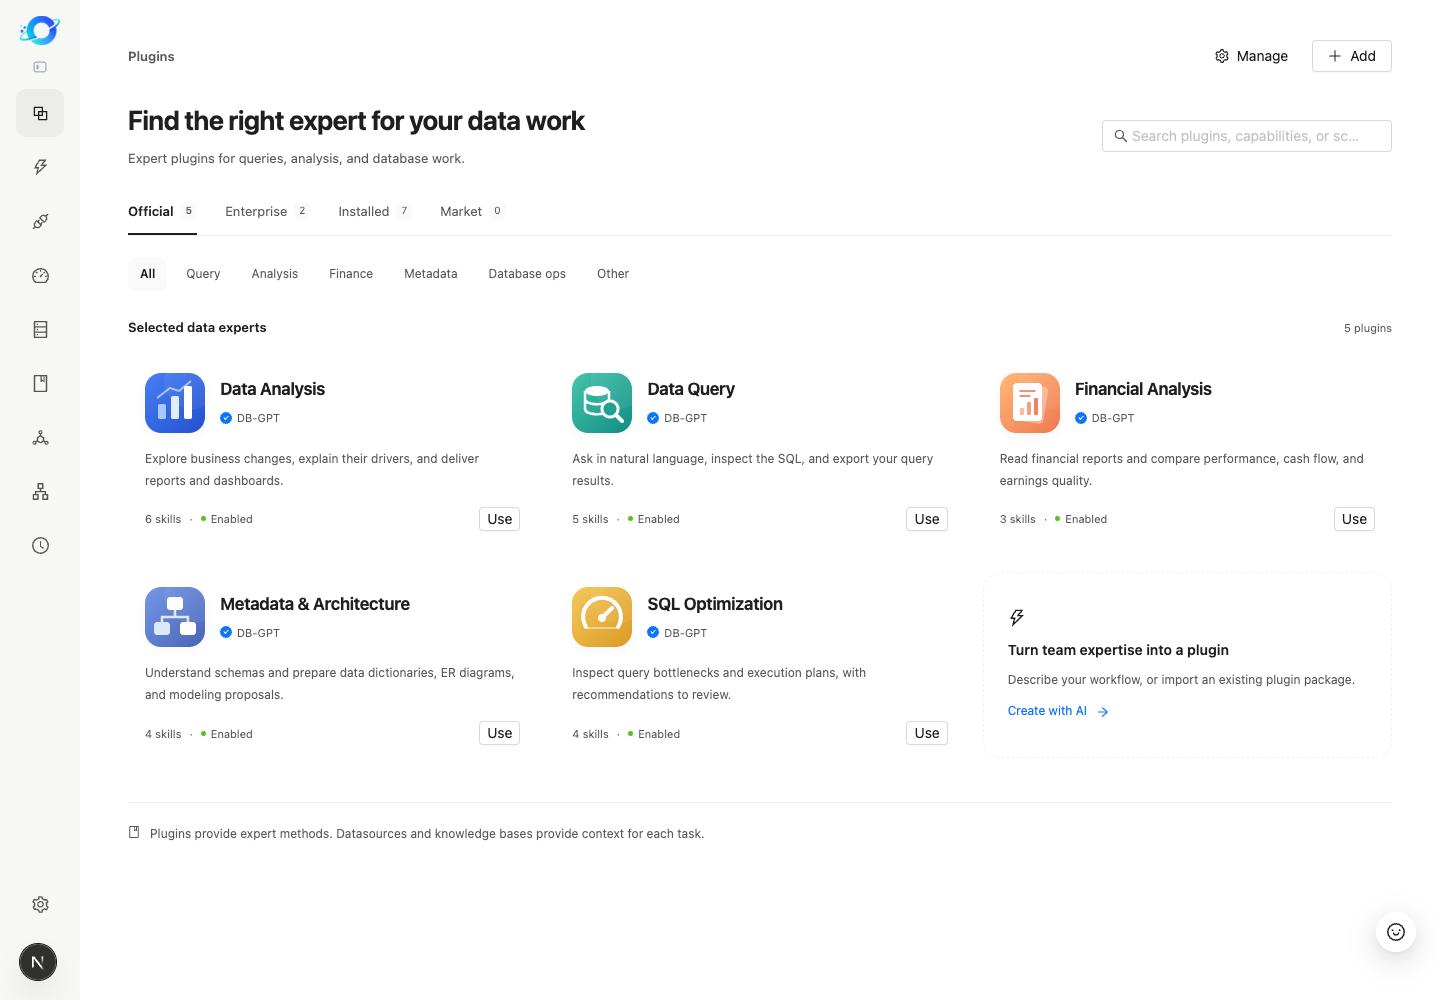 Plugins
Manage
Add
Find the right expert for your data work
Search plugins, capabilities, or sc...
Expert plugins for queries, analysis, and database work.
Official 5 Enterprise 2 Installed 7 Market 0
All Query Analysis Finance Metadata Database ops Other
Selected data experts
5 plugins
Data Analysis
DB-GPT
Explore business changes, explain their drivers, and deliver
reports and dashboards.
6 skills · Enabled
Use
Data Query
DB-GPT
Ask in natural language, inspect the SQL, and export your query
results.
5 skills · Enabled
Use
Financial Analysis
DB-GPT
Read financial reports and compare performance, cash flow, and
earnings quality.
3 skills · Enabled
Use
Metadata & Architecture
DB-GPT
Understand schemas and prepare data dictionaries, ER diagrams,
and modeling proposals.
4 skills · Enabled
Use
SQL Optimization
DB-GPT
Inspect query bottlenecks and execution plans, with
recommendations to review.
4 skills · Enabled
Use
Turn team expertise into a plugin
Describe your workflow, or import an existing plugin package.
Create with AI
Plugins provide expert methods. Datasources and knowledge bases provide context for each task.
N